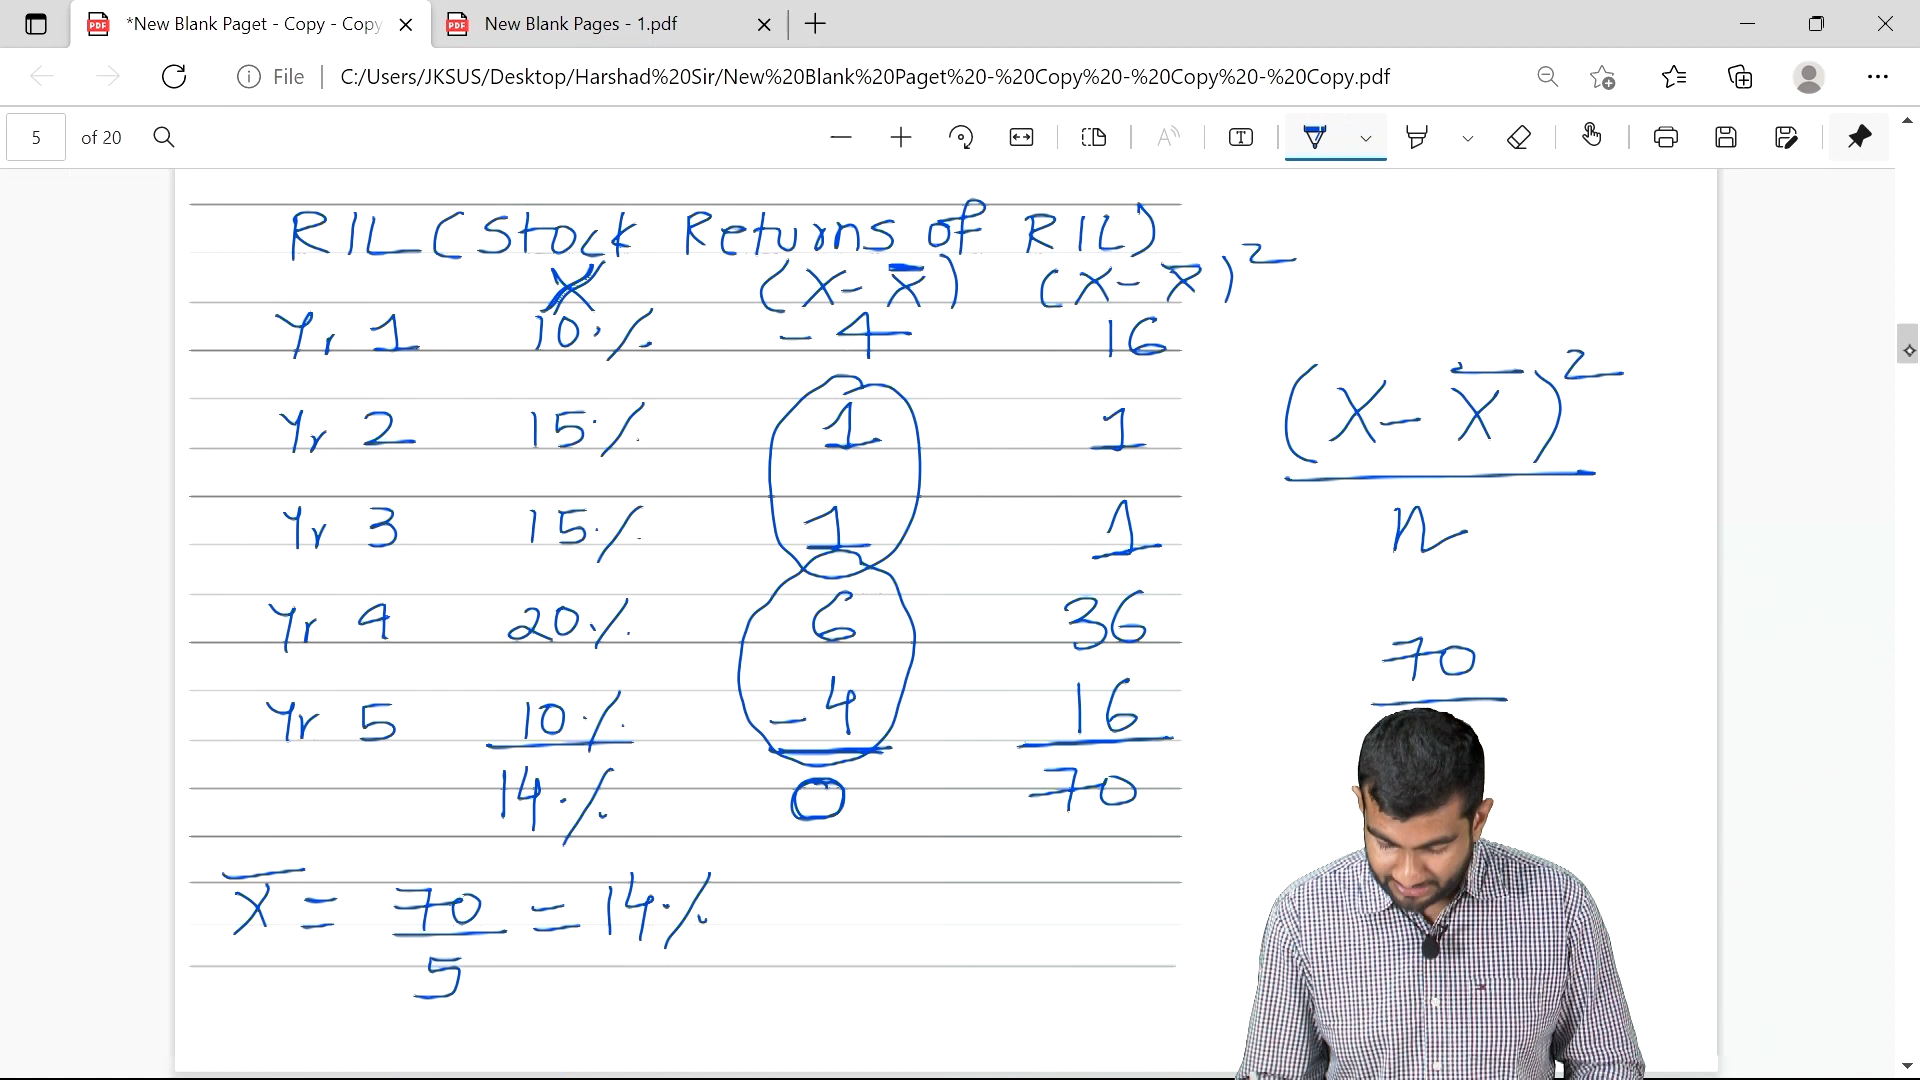 *New Blank Paget - Copy - Copy
New Blank Pages - 1.pdf
File
C:/Users/JKSUS/Desktop/Harshad%20Sir/New%20Blank%20Paget%20-%20Copy%20-%20Copy%20-%20Copy.pdf
5 of 20
RIL (Stock Returns of RIL)
X (X - X̄) (X - X̄)²
Yr 1 10% -4 16
Yr 2 15% 1 1
Yr 3 15% 1 1
Yr 4 20% 6 36
Yr 5 10% -4 16
14% 0 70
X̄ = 70/5 = 14%
(X - X̄)²
n
70